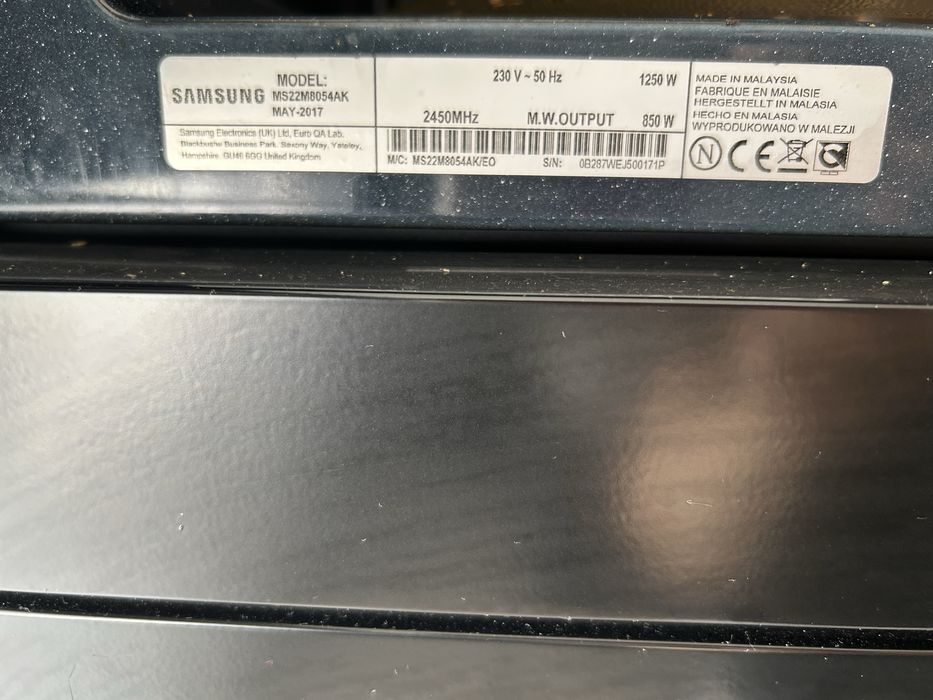 SAMSUNG
MODEL:
MS22M8054AK
MAY-2017
Samsung Electronics (UK) Ltd, Euro QA Lab.
Blackbushe Business Park, Saxony Way, Yateley,
Hampshire. GU46 6GG United Kingdom
230 V ~ 50 Hz 1250 W
2450MHz M.W.OUTPUT 850 W
M/C: MS22M8054AK/EO S/N: 0B287WEJ500171P
MADE IN MALAYSIA
FABRIQUE EN MALAISIE
HERGESTELLT IN MALASIA
HECHO EN MALASIA
WYPRODUKOWANO W MALEZJI
N CE